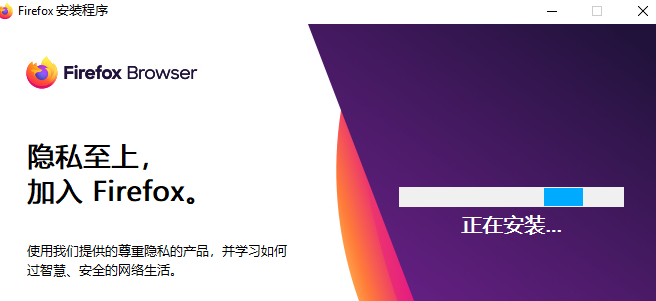 Firefox 安装程序
Firefox Browser
隐私至上，
加入 Firefox。
使用我们提供的尊重隐私的产品，并学习如何
过智慧、安全的网络生活。
正在安装...